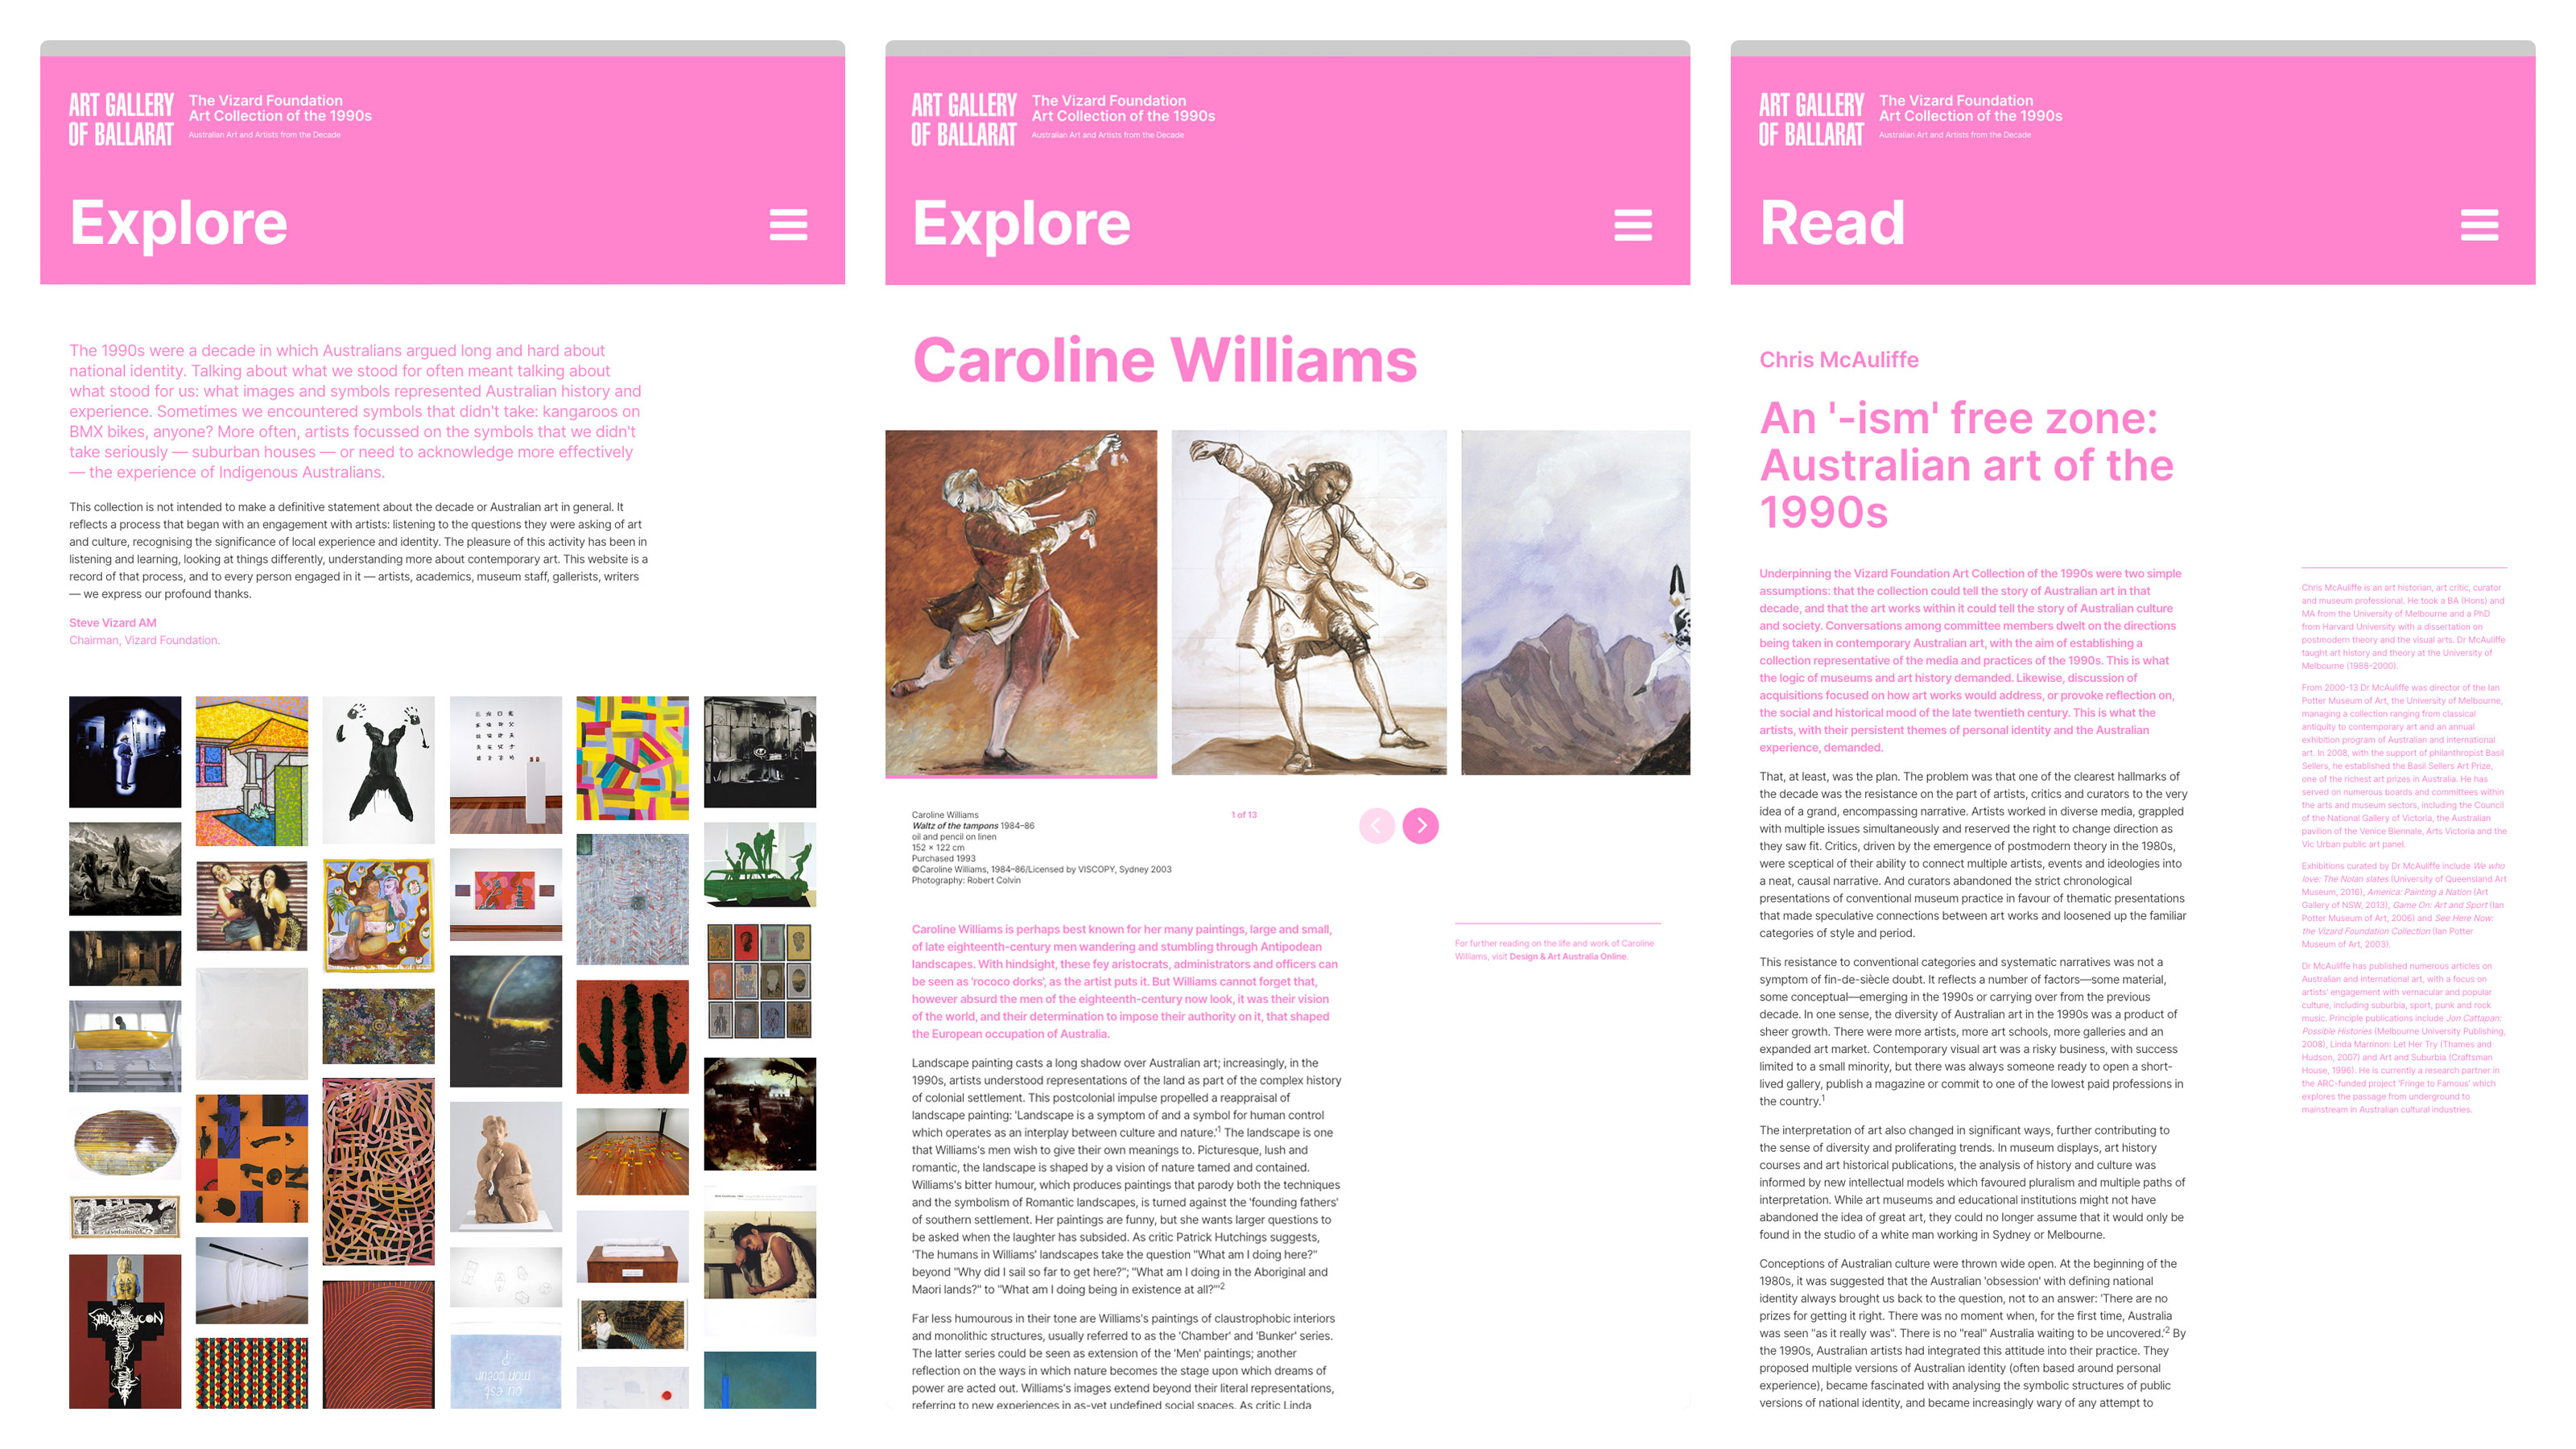 ART GALLERY
OF BALLARAT
The Vizard Foundation
Art Collection of the 1990s
Australian Art and Artists from the Decade
Explore
The 1990s were a decade in which Australians argued long and hard about
national identity. Talking about what we stood for often meant talking about
what stood for us: what images and symbols represented Australian history and
experience. Sometimes we encountered symbols that didn't take: kangaroos on
BMX bikes, anyone? More often, artists focussed on the symbols that we didn't
take seriously — suburban houses — or need to acknowledge more effectively
— the experience of Indigenous Australians.
This collection is not intended to make a definitive statement about the decade or Australian art in general. It
reflects a process that began with an engagement with artists: listening to the questions they were asking of art
and culture, recognising the significance of local experience and identity. The pleasure of this activity has been in
listening and learning, looking at things differently, understanding more about contemporary art. This website is a
record of that process, and to every person engaged in it — artists, academics, museum staff, gallerists, writers
— we express our profound thanks.
Steve Vizard AM
Chairman, Vizard Foundation.
ART GALLERY
OF BALLARAT
The Vizard Foundation
Art Collection of the 1990s
Australian Art and Artists from the Decade
Explore
Caroline Williams
Caroline Williams
Waltz of the tampons 1984–86
oil and pencil on linen
152 × 122 cm
Purchased 1993
©Caroline Williams, 1984–86/Licensed by VISCOPY, Sydney 2003
Photography: Robert Colvin
1 of 13
Caroline Williams is perhaps best known for her many paintings, large and small,
of late eighteenth-century men wandering and stumbling through Antipodean
landscapes. With hindsight, these fey aristocrats, administrators and officers can
be seen as 'rococo dorks', as the artist puts it. But Williams cannot forget that,
however absurd the men of the eighteenth-century now look, it was their vision
of the world, and their determination to impose their authority on it, that shaped
the European occupation of Australia.
For further reading on the life and work of Caroline
Williams, visit Design & Art Australia Online.
Landscape painting casts a long shadow over Australian art; increasingly, in the
1990s, artists understood representations of the land as part of the complex history
of colonial settlement. This postcolonial impulse propelled a reappraisal of
landscape painting: 'Landscape is a symptom of and a symbol for human control
which operates as an interplay between culture and nature.'1 The landscape is one
that Williams's men wish to give their own meanings to. Picturesque, lush and
romantic, the landscape is shaped by a vision of nature tamed and contained.
Williams's bitter humour, which produces paintings that parody both the techniques
and the symbolism of Romantic landscapes, is turned against the 'founding fathers'
of southern settlement. Her paintings are funny, but she wants larger questions to
be asked when the laughter has subsided. As critic Patrick Hutchings suggests,
'The humans in Williams' landscapes take the question "What am I doing here?"
beyond "Why did I sail so far to get here?"; "What am I doing in the Aboriginal and
Maori lands?" to "What am I doing being in existence at all?"'2
Far less humourous in their tone are Williams's paintings of claustrophobic interiors
and monolithic structures, usually referred to as the 'Chamber' and 'Bunker' series.
The latter series could be seen as extension of the 'Men' paintings; another
reflection on the ways in which nature becomes the stage upon which dreams of
power are acted out. Williams's images extend beyond their literal representations,
referring to new experiences in as-yet undefined social spaces. As critic Linda
ART GALLERY
OF BALLARAT
The Vizard Foundation
Art Collection of the 1990s
Australian Art and Artists from the Decade
Read
Chris McAuliffe
An '-ism' free zone:
Australian art of the
1990s
Underpinning the Vizard Foundation Art Collection of the 1990s were two simple
assumptions: that the collection could tell the story of Australian art in that
decade, and that the art works within it could tell the story of Australian culture
and society. Conversations among committee members dwelt on the directions
being taken in contemporary Australian art, with the aim of establishing a
collection representative of the media and practices of the 1990s. This is what
the logic of museums and art history demanded. Likewise, discussion of
acquisitions focused on how art works would address, or provoke reflection on,
the social and historical mood of the late twentieth century. This is what the
artists, with their persistent themes of personal identity and the Australian
experience, demanded.
That, at least, was the plan. The problem was that one of the clearest hallmarks of
the decade was the resistance on the part of artists, critics and curators to the very
idea of a grand, encompassing narrative. Artists worked in diverse media, grappled
with multiple issues simultaneously and reserved the right to change direction as
they saw fit. Critics, driven by the emergence of postmodern theory in the 1980s,
were sceptical of their ability to connect multiple artists, events and ideologies into
a neat, causal narrative. And curators abandoned the strict chronological
presentations of conventional museum practice in favour of thematic presentations
that made speculative connections between art works and loosened up the familiar
categories of style and period.
This resistance to conventional categories and systematic narratives was not a
symptom of fin-de-siècle doubt. It reflects a number of factors—some material,
some conceptual—emerging in the 1990s or carrying over from the previous
decade. In one sense, the diversity of Australian art in the 1990s was a product of
sheer growth. There were more artists, more art schools, more galleries and an
expanded art market. Contemporary visual art was a risky business, with success
limited to a small minority, but there was always someone ready to open a short-
lived gallery, publish a magazine or commit to one of the lowest paid professions in
the country.1
The interpretation of art also changed in significant ways, further contributing to
the sense of diversity and proliferating trends. In museum displays, art history
courses and art historical publications, the analysis of history and culture was
informed by new intellectual models which favoured pluralism and multiple paths of
interpretation. While art museums and educational institutions might not have
abandoned the idea of great art, they could no longer assume that it would only be
found in the studio of a white man working in Sydney or Melbourne.
Conceptions of Australian culture were thrown wide open. At the beginning of the
1980s, it was suggested that the Australian 'obsession' with defining national
identity always brought us back to the question, not to an answer: 'There are no
prizes for getting it right. There was no moment when, for the first time, Australia
was seen "as it really was". There is no "real" Australia waiting to be uncovered.'2 By
the 1990s, Australian artists had integrated this attitude into their practice. They
proposed multiple versions of Australian identity (often based around personal
experience), became fascinated with analysing the symbolic structures of public
versions of national identity, and became increasingly wary of any attempt to
Chris McAuliffe is an art historian, art critic, curator
and museum professional. He took a BA (Hons) and
MA from the University of Melbourne and a PhD
from Harvard University with a dissertation on
postmodern theory and the visual arts. Dr McAuliffe
taught art history and theory at the University of
Melbourne (1988-2000).
From 2000-13 Dr McAuliffe was director of the Ian
Potter Museum of Art, the University of Melbourne,
managing a collection ranging from classical
antiquity to contemporary art and an annual
exhibition program of Australian and international
art. In 2008, with the support of philanthropist Basil
Sellers, he established the Basil Sellers Art Prize,
one of the richest art prizes in Australia. He has
served on numerous boards and committees within
the arts and museum sectors, including the Council
of the National Gallery of Victoria, the Australian
pavilion of the Venice Biennale, Arts Victoria and the
Vic Urban public art panel.
Exhibitions curated by Dr McAuliffe include We who
love: The Nolan slates (University of Queensland Art
Museum, 2016), America: Painting a Nation (Art
Gallery of NSW, 2013), Game On: Art and Sport (Ian
Potter Museum of Art, 2006) and See Here Now:
the Vizard Foundation Collection (Ian Potter
Museum of Art, 2003).
Dr McAuliffe has published numerous articles on
Australian and international art, with a focus on
artists' engagement with vernacular and popular
culture, including suburbia, sport, punk and rock
music. Principle publications include Jon Cattapan:
Possible Histories (Melbourne University Publishing,
2008), Linda Marrinon: Let Her Try (Thames and
Hudson, 2007) and Art and Suburbia (Craftsman
House, 1996). He is currently a research partner in
the ARC-funded project 'Fringe to Famous' which
explores the passage from underground to
mainstream in Australian cultural industries.